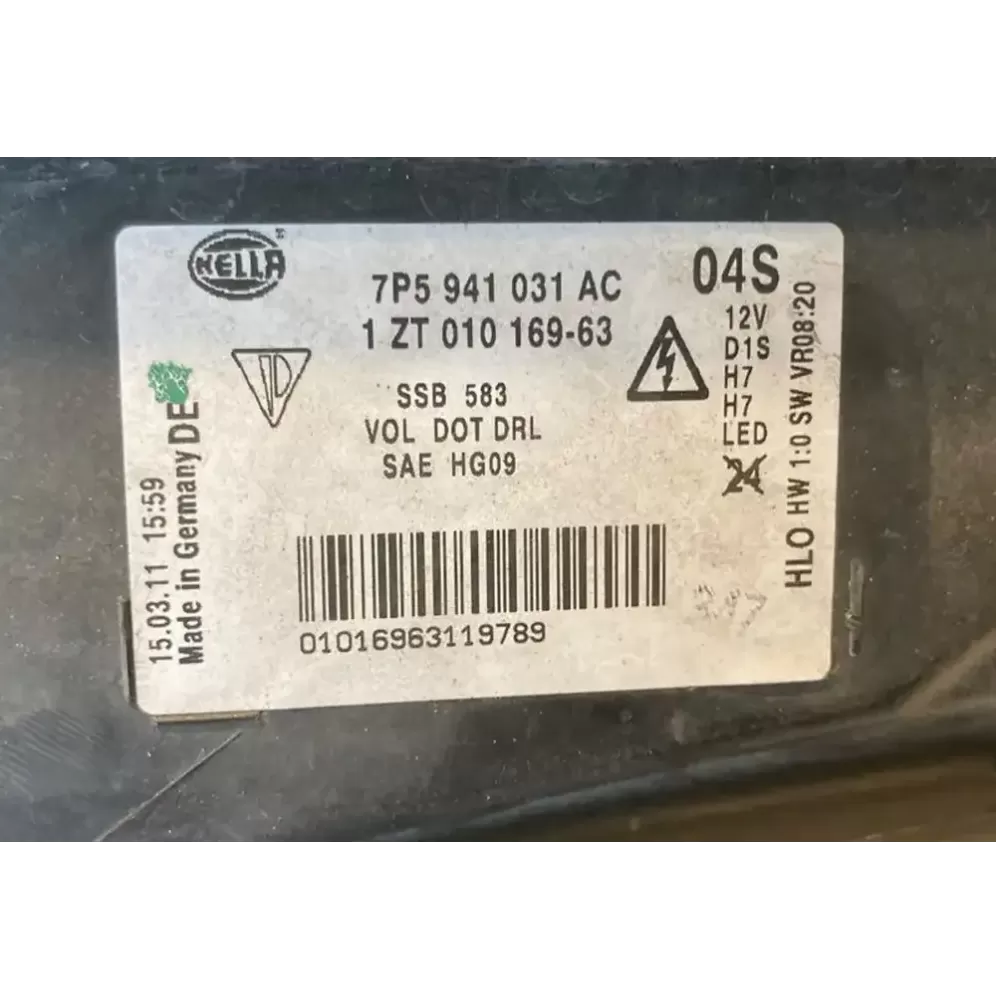 HELLA
7P5 941 031 AC
1 ZT 010 169-63
SSB 583
VOL DOT DRL
SAE HG09
04S
12V
D1S
H7
H7
LED
24
HLO HW 1:0 SW VR08:20
15.03.11 15:59
Made in Germany DE
01016963119789